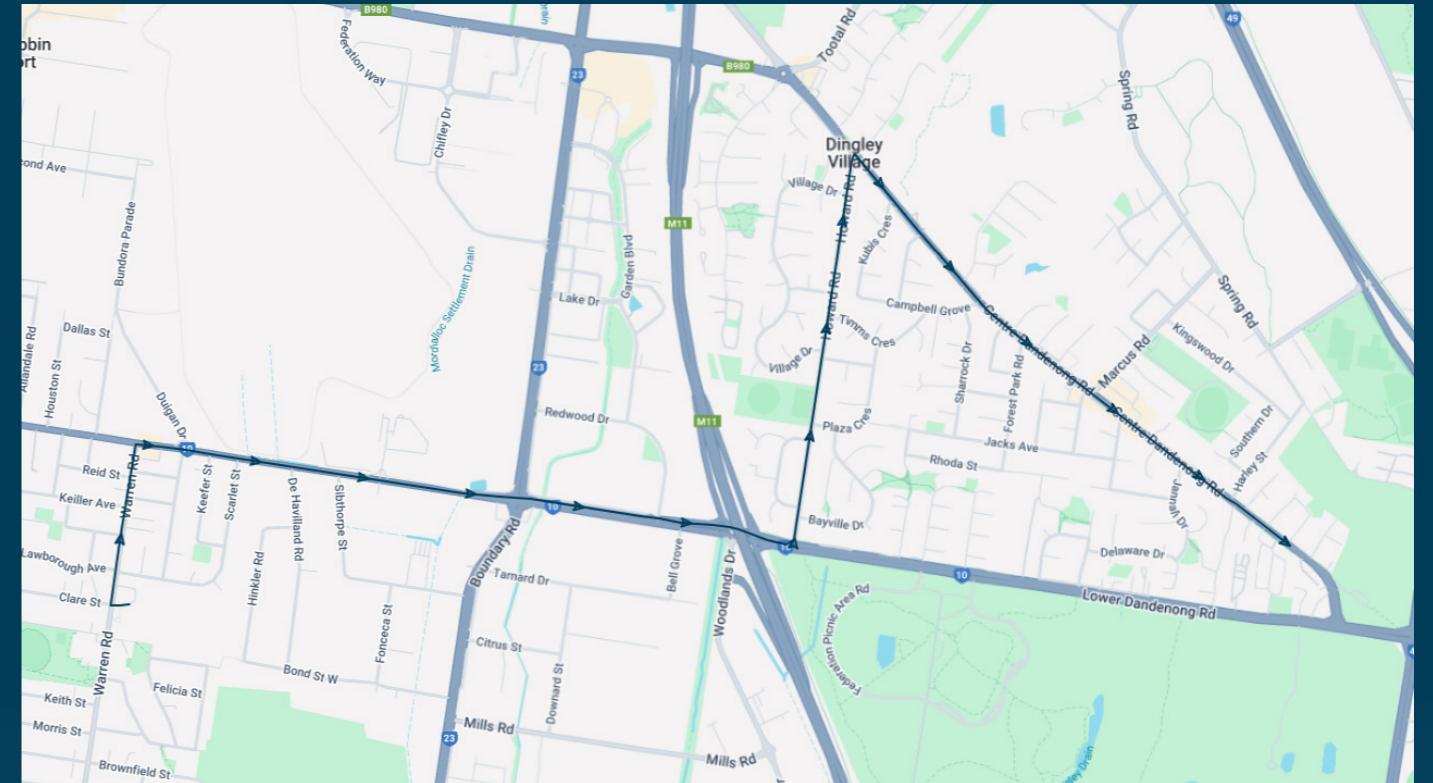 B980
bbin
ort
Federation Way
23
Chifley Dr
B980
Tootal Rd
49
Spring Rd
Dingley
Village
cond Ave
Village Dr
Howard Rd
Kubis Cres
Bundora Parade
M11
Garden Blvd
Mordialloc Settlement Drain
Lake Dr
Howard Rd
Campbell Grove
Timms Cres
Centre Dandenong Rd
Spring Rd
Kingswood Dr
Marcus Rd
Allandale Rd
Houston St
Dallas St
Village Dr
Sharrock Dr
Forest Park Rd
23
Duigan Dr
Redwood Dr
M11
Plaza Cres
Jacks Ave
Centre Dandenong Rd
Southern Dr
10
Warren Rd
Reid St
Keefer St
Scarlet St
De Havilland Rd
Sibthorpe St
Rhoda St
Harley St
Keiller Ave
10
Bayville Dr
Janna Dr
Boundary Rd
10
Lawborough Ave
Hinkler Rd
Tarnard Dr
Bell Grove
Woodlands Dr
Delaware Dr
10
Clare St
Lower Dandenong Rd
Federation Picnic Area Rd
Fonceca St
Citrus St
Warren Rd
Bond St W
Downard St
Felicia St
Keith St
Morris St
23
Mills Rd
Mills Rd
Brownfield St